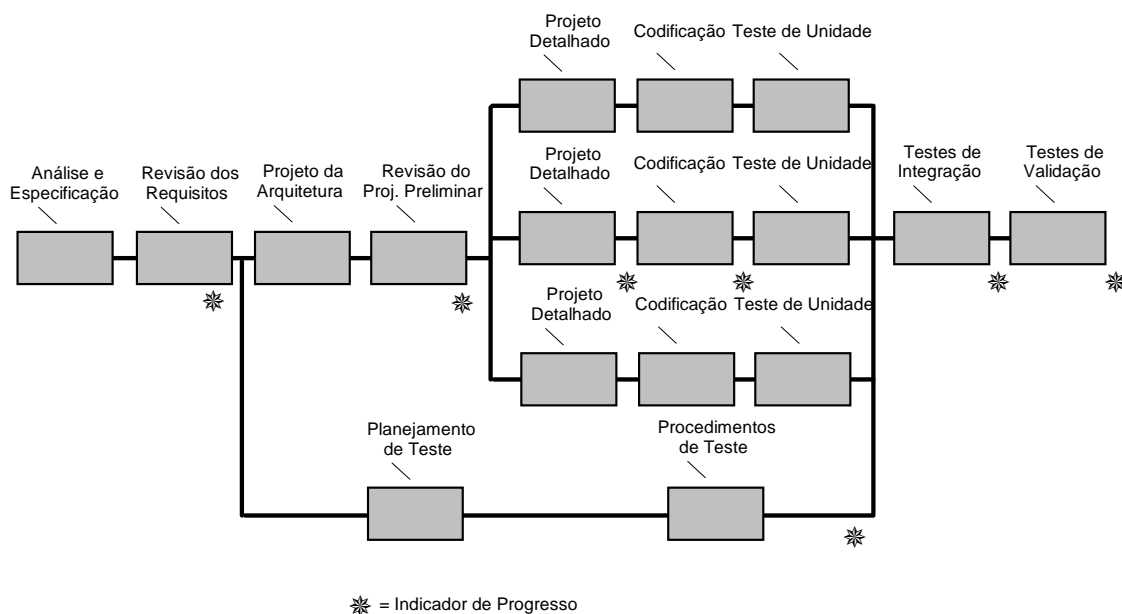 Projeto
Detalhado
Codificação
Teste de Unidade
Análise e
Especificação
Revisão dos
Requisitos
Projeto da
Arquitetura
Revisão do
Proj. Preliminar
Projeto
Detalhado
Codificação
Teste de Unidade
Testes de
Integração
Testes de
Validação
Projeto
Detalhado
Codificação
Teste de Unidade
Planejamento
de Teste
Procedimentos
de Teste
= Indicador de Progresso